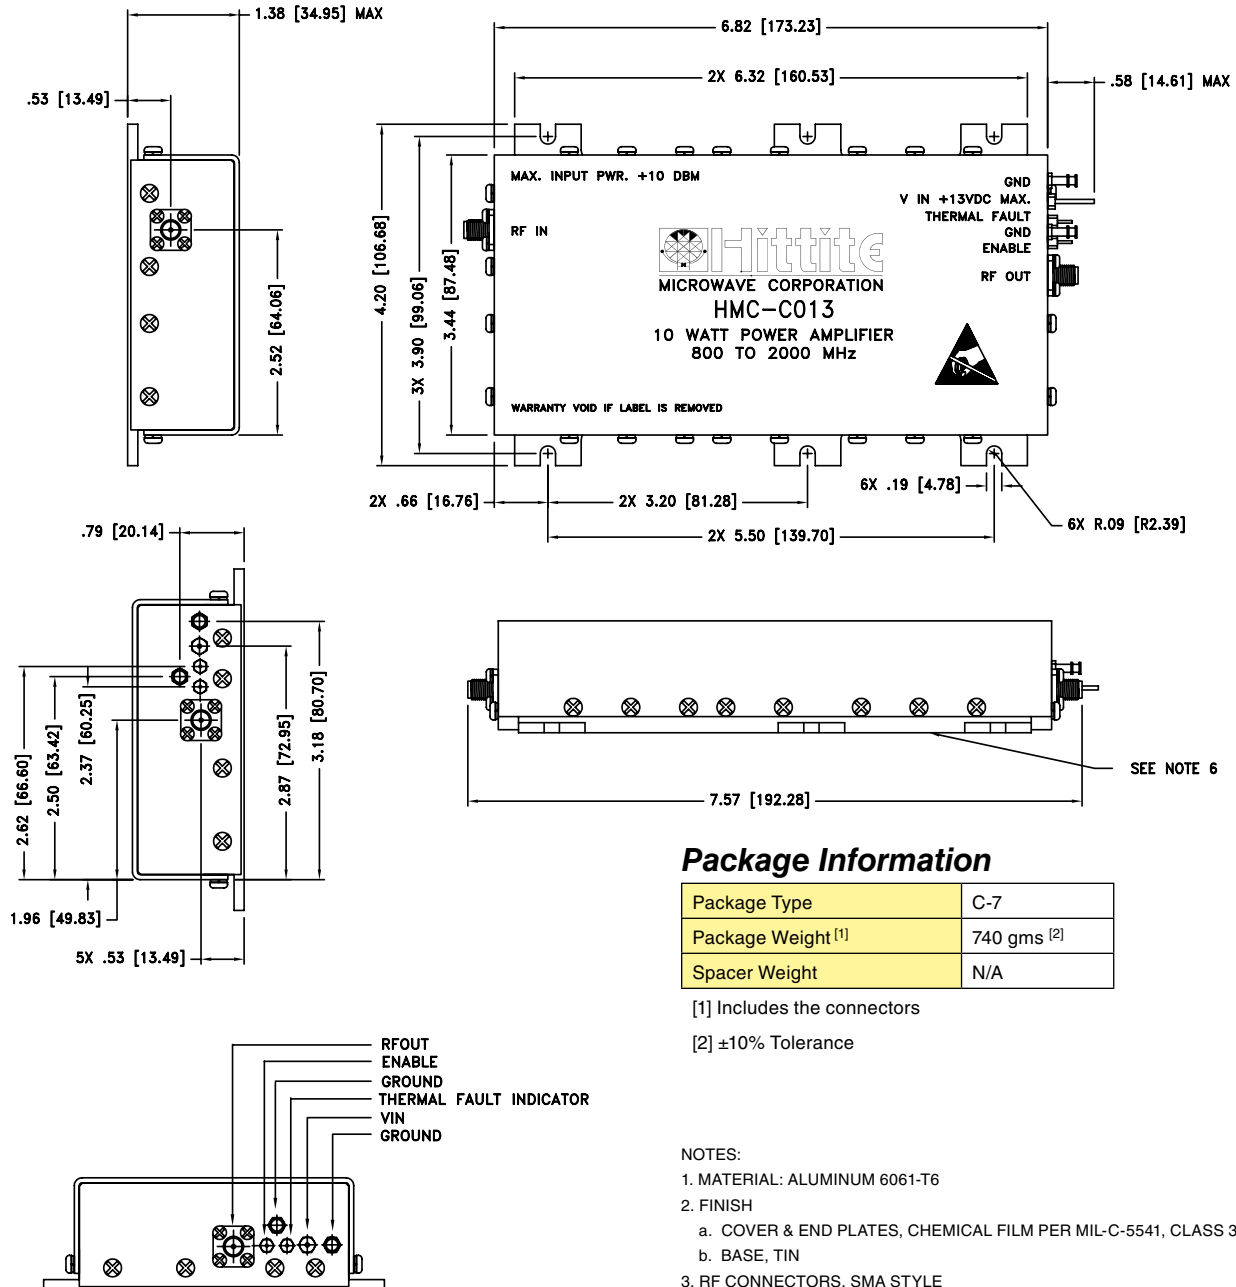 1.38 [34.95] MAX
.53 [13.49]
2.52 [64.06]
6.82 [173.23]
2X 6.32 [160.53]
.58 [14.61] MAX
4.20 [106.68]
3X 3.90 [99.06]
3.44 [87.48]
MAX. INPUT PWR. +10 DBM
RF IN
GND
V IN +13VDC MAX.
THERMAL FAULT
GND
ENABLE
RF OUT
Hittite
MICROWAVE CORPORATION
HMC-C013
10 WATT POWER AMPLIFIER
800 TO 2000 MHz
WARRANTY VOID IF LABEL IS REMOVED
2X .66 [16.76]
2X 3.20 [81.28]
6X .19 [4.78]
2X 5.50 [139.70]
6X R.09 [R2.39]
.79 [20.14]
2.62 [66.60]
2.50 [63.42]
2.37 [60.25]
2.87 [72.95]
3.18 [80.70]
1.96 [49.83]
5X .53 [13.49]
SEE NOTE 6
7.57 [192.28]
Package Information
Package Type C-7
Package Weight [1] 740 gms [2]
Spacer Weight N/A
[1] Includes the connectors
[2] ±10% Tolerance
RFOUT
ENABLE
GROUND
THERMAL FAULT INDICATOR
VIN
GROUND
NOTES:
1. MATERIAL: ALUMINUM 6061-T6
2. FINISH
a. COVER & END PLATES, CHEMICAL FILM PER MIL-C-5541, CLASS 3
b. BASE, TIN
3. RF CONNECTORS, SMA STYLE